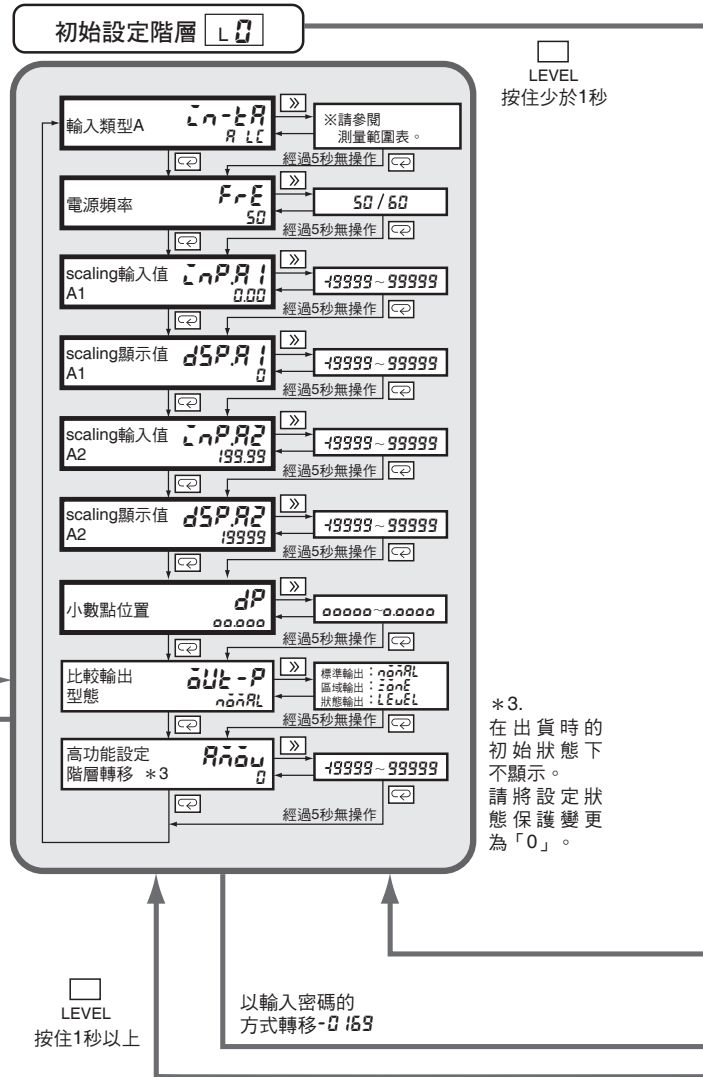 初始設定階層 L 0
LEVEL
按住少於1秒
輸入類型A in-tA
A LC
※請參閱
測量範圍表。
經過5秒無操作
電源頻率 FrE
50
50 / 60
經過5秒無操作
scaling輸入值 inP.A1
A1 0.00
-19999~99999
經過5秒無操作
scaling顯示值 dSP.A1
A1 0
-19999~99999
經過5秒無操作
scaling輸入值 inP.A2
A2 199.99
-19999~99999
經過5秒無操作
scaling顯示值 dSP.A2
A2 19999
-19999~99999
經過5秒無操作
小數點位置 dP
00.000
00000~0.0000
經過5秒無操作
比較輸出 oUt-P
型態 noMAL
標準輸出：noMAL
區域輸出：ZonE
狀態輸出：LEvEL
經過5秒無操作
高功能設定 AMov
階層轉移 ＊3 0
-19999~99999
經過5秒無操作
＊3.
在出貨時的
初始狀態下
不顯示。
請將設定狀
態保護變更
為「0」。
LEVEL
按住1秒以上
以輸入密碼的
方式轉移-0169